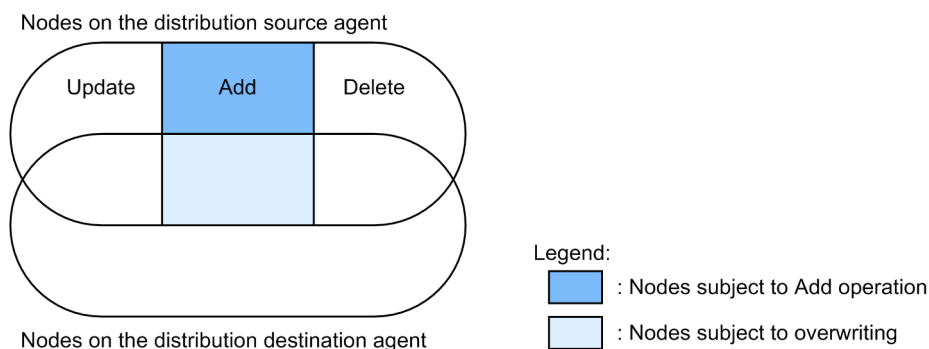 Nodes on the distribution source agent
Update
Add
Delete
Legend:
: Nodes subject to Add operation
: Nodes subject to overwriting
Nodes on the distribution destination agent